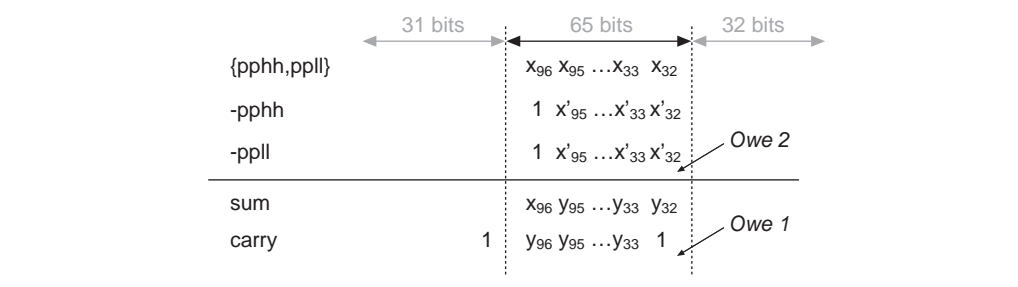 31 bits 65 bits 32 bits
{pphh,ppll} x96 x95 …x33 x32
-pphh 1 x’95 …x’33 x’32
-ppll 1 x’95 …x’33 x’32 Owe 2
sum x96 y95 …y33 y32
carry 1 y96 y95 …y33 1 Owe 1